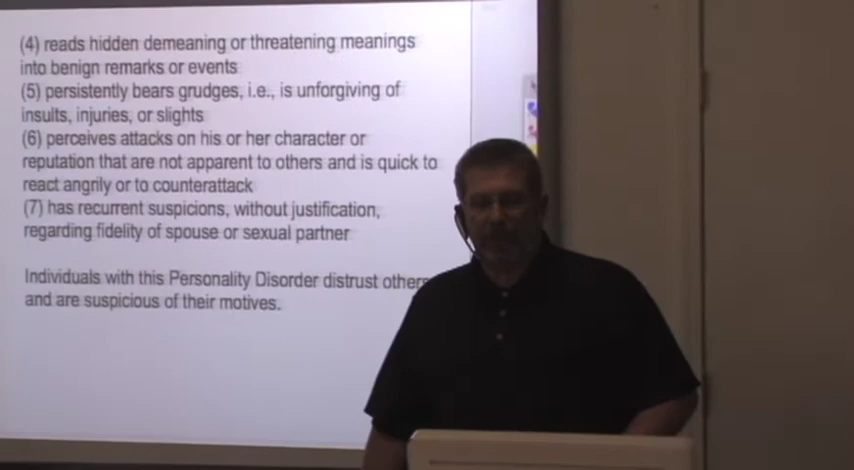 (4) reads hidden demeaning or threatening meanings
into benign remarks or events
(5) persistently bears grudges, i.e., is unforgiving of
insults, injuries, or slights
(6) perceives attacks on his or her character or
reputation that are not apparent to others and is quick to
react angrily or to counterattack
(7) has recurrent suspicions, without justification,
regarding fidelity of spouse or sexual partner
Individuals with this Personality Disorder distrust others
and are suspicious of their motives.